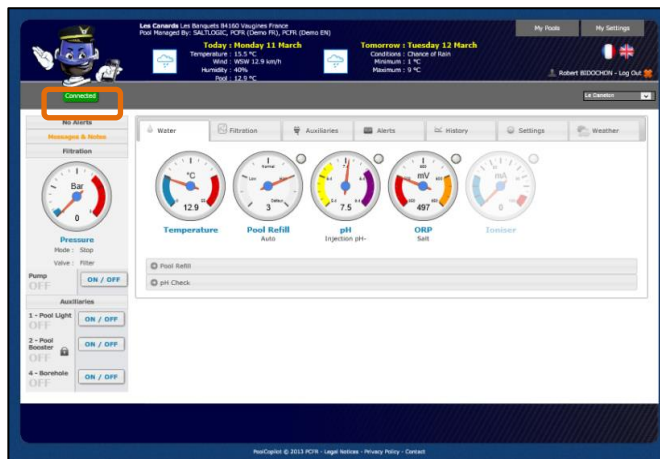 Les Canards Les Banquets 84160 Vaugines France
Pool Managed By: SALTLOGIC, PCFR (Demo FR), PCFR (Demo EN)
My Pools
My Settings
Today : Monday 11 March
Temperature : 15.5 °C
Wind : WSW 12.9 km/h
Humidity : 40%
Pool : 12.9 °C
Tomorrow : Tuesday 12 March
Conditions : Chance of Rain
Minimum : 1 °C
Maximum : 9 °C
Robert BIDOCHON - Log Out
Connected
No Alerts
Messages & Notes
Filtration
Bar
0
Pressure
Mode : Stop
Valve : Filter
Pump
OFF
ON / OFF
Auxiliaries
1 - Pool Light
OFF
ON / OFF
2 - Pool Booster
OFF
ON / OFF
4 - Borehole
OFF
ON / OFF
Water
Filtration
Auxiliaries
Alerts
History
Settings
Weather
°C
12.9
Temperature
3
Pool Refill
Auto
7.5
pH
Injection pH-
mV
497
ORP
Salt
mA
0
Ioniser
Pool Refill
pH Check
PoolCopilot © 2013 PCFR - Legal Notices - Privacy Policy - Contact